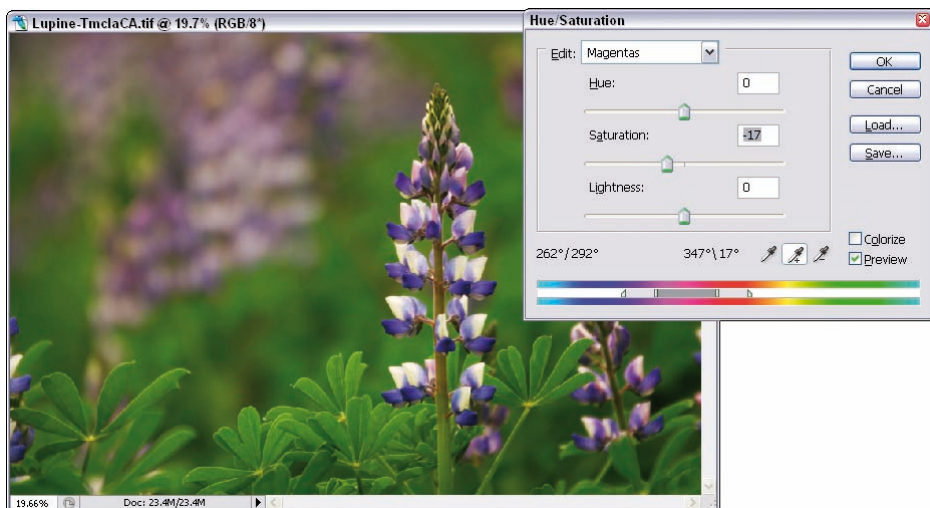 Lupine-TmclaCA.tif @ 19.7% (RGB/8*)
Hue/Saturation
Edit: Magentas
OK
Hue: 0
Cancel
Saturation: -17
Load...
Save...
Lightness: 0
Colorize
262°/292° 347°\17°
Preview
19.66% Doc: 23.4M/23.4M